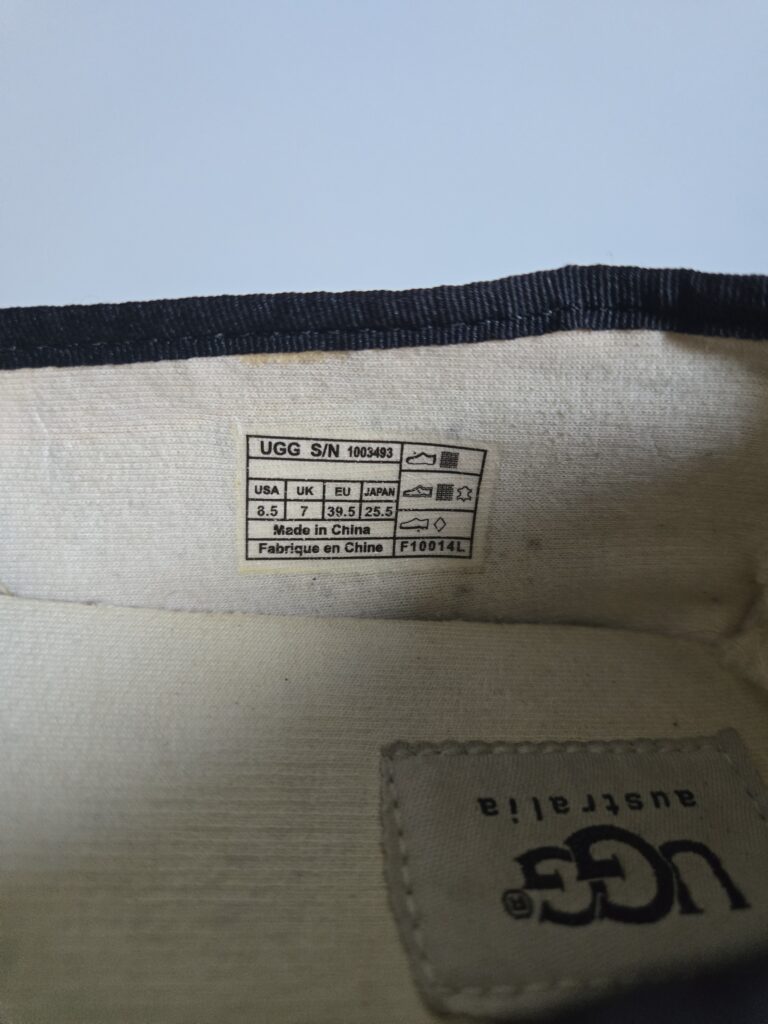 UGG S/N 1003493
USA UK EU JAPAN
8.5 7 39.5 25.5
Made in China
Fabrique en Chine F10014L
australia
UGG®